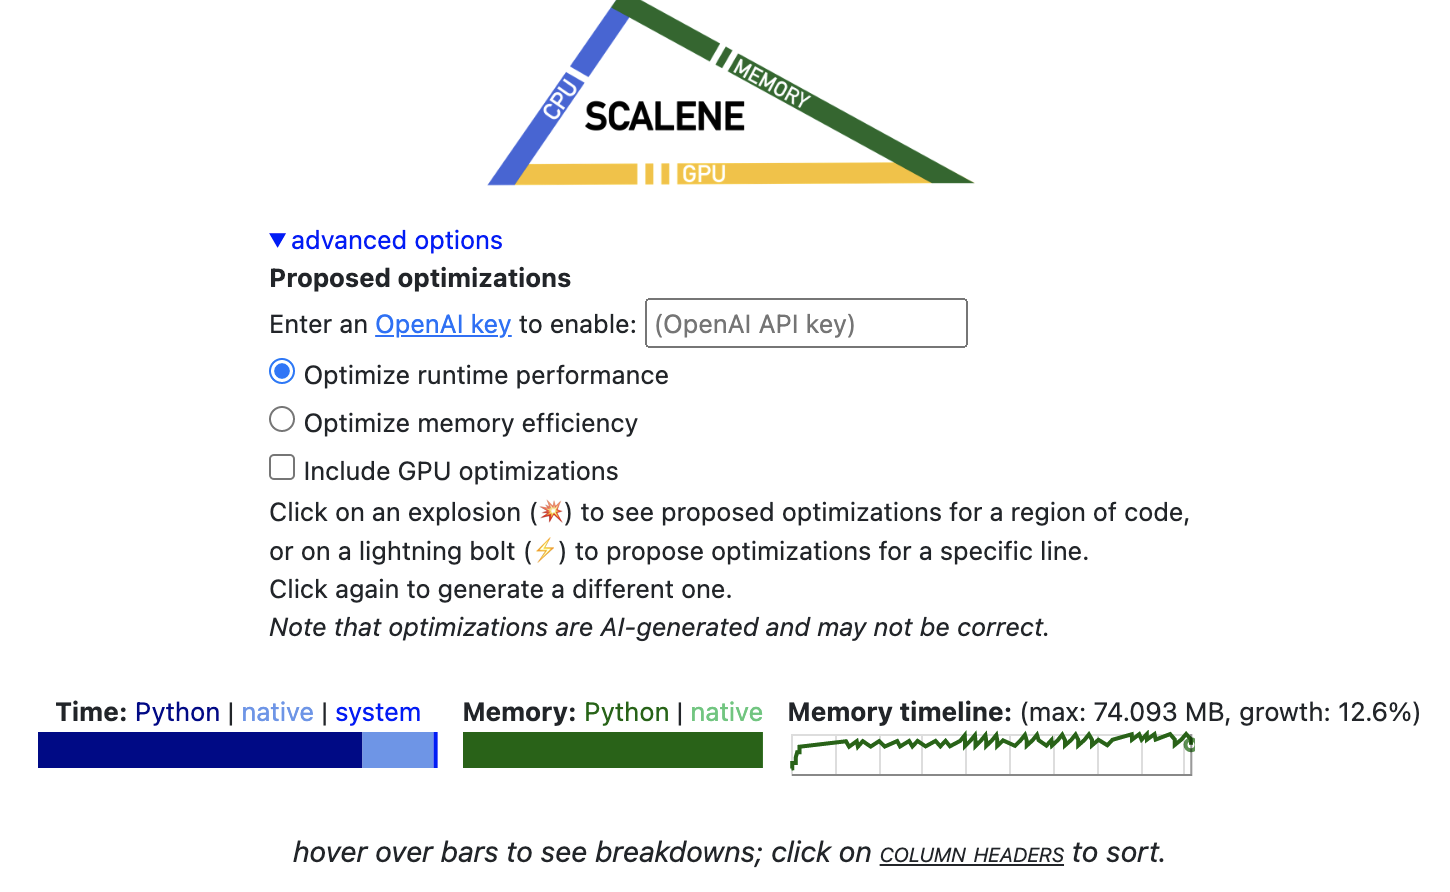 CPU
MEMORY
SCALENE
GPU
▼ advanced options
Proposed optimizations
Enter an OpenAI key to enable: (OpenAI API key)
Optimize runtime performance
Optimize memory efficiency
Include GPU optimizations
Click on an explosion (💥) to see proposed optimizations for a region of code,
or on a lightning bolt (⚡) to propose optimizations for a specific line.
Click again to generate a different one.
Note that optimizations are AI-generated and may not be correct.
Time: Python | native | system Memory: Python | native Memory timeline: (max: 74.093 MB, growth: 12.6%)
hover over bars to see breakdowns; click on COLUMN HEADERS to sort.